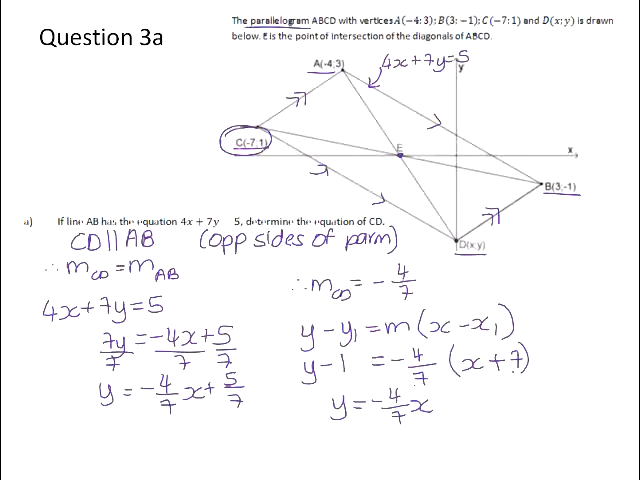 The parallelogram ABCD with vertices A(−4;3);B(3;−1);C(−7;1) and D(x;y) is drawn
below. E is the point of intersection of the diagonals of ABCD.
Question 3a
4x+7y=5
A(-4;3)
y
C(-7;1)
E
x
B(3;-1)
D(x;y)
a) If line AB has the equation 4x + 7y 5, determine the equation of CD.
CD||AB (opp sides of parm)
∴ m_CD = m_AB
4x+7y=5
7y/7 = -4x/7 + 5/7
y = -4/7 x + 5/7
∴ m_CD = -4/7
y-y₁=m(x-x₁)
y-1 = -4/7 (x+7)
y=-4/7 x